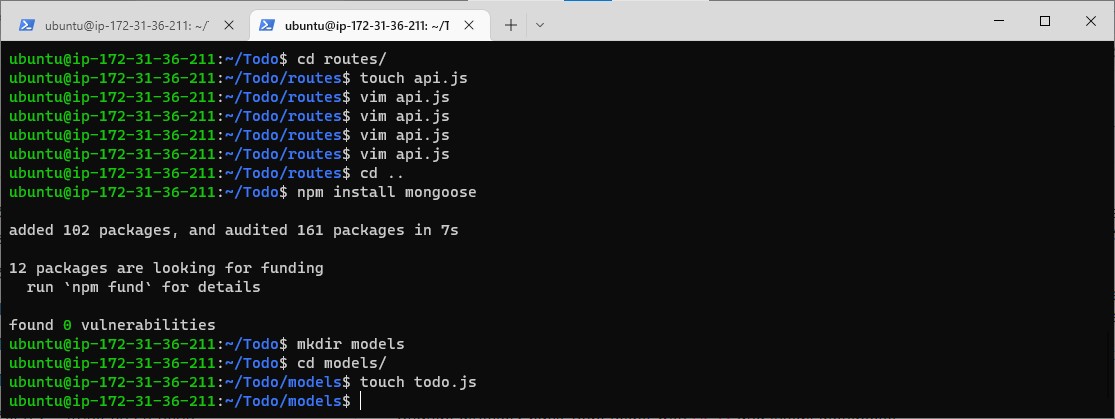 ubuntu@ip-172-31-36-211: ~/
ubuntu@ip-172-31-36-211: ~/T
ubuntu@ip-172-31-36-211:~/Todo$ cd routes/
ubuntu@ip-172-31-36-211:~/Todo/routes$ touch api.js
ubuntu@ip-172-31-36-211:~/Todo/routes$ vim api.js
ubuntu@ip-172-31-36-211:~/Todo/routes$ vim api.js
ubuntu@ip-172-31-36-211:~/Todo/routes$ vim api.js
ubuntu@ip-172-31-36-211:~/Todo/routes$ vim api.js
ubuntu@ip-172-31-36-211:~/Todo/routes$ cd ..
ubuntu@ip-172-31-36-211:~/Todo$ npm install mongoose
added 102 packages, and audited 161 packages in 7s
12 packages are looking for funding
  run `npm fund` for details
found 0 vulnerabilities
ubuntu@ip-172-31-36-211:~/Todo$ mkdir models
ubuntu@ip-172-31-36-211:~/Todo$ cd models/
ubuntu@ip-172-31-36-211:~/Todo/models$ touch todo.js
ubuntu@ip-172-31-36-211:~/Todo/models$